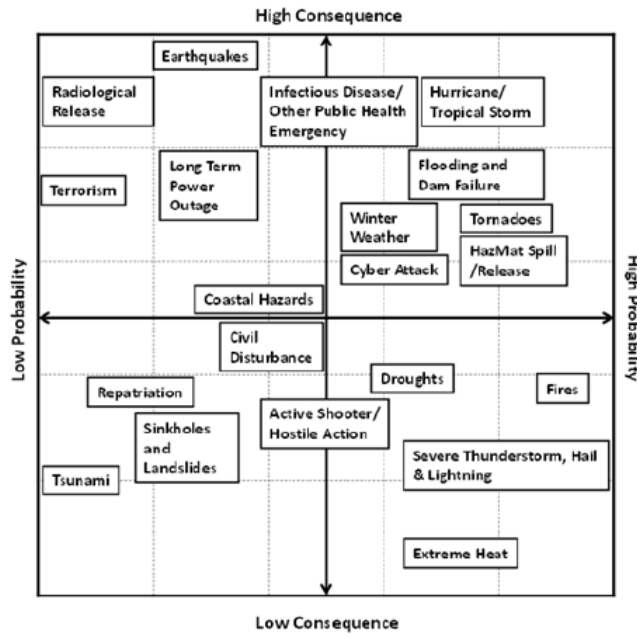 High Consequence
Earthquakes
Radiological
Release
Infectious Disease/
Other Public Health
Emergency
Hurricane/
Tropical Storm
Long Term
Power
Outage
Flooding and
Dam Failure
Terrorism
Winter
Weather
Tornadoes
HazMat Spill
/Release
Cyber Attack
Coastal Hazards
Low Probability
High Probability
Civil
Disturbance
Droughts
Repatriation
Fires
Active Shooter/
Hostile Action
Sinkholes
and
Landslides
Severe Thunderstorm, Hail
& Lightning
Tsunami
Extreme Heat
Low Consequence